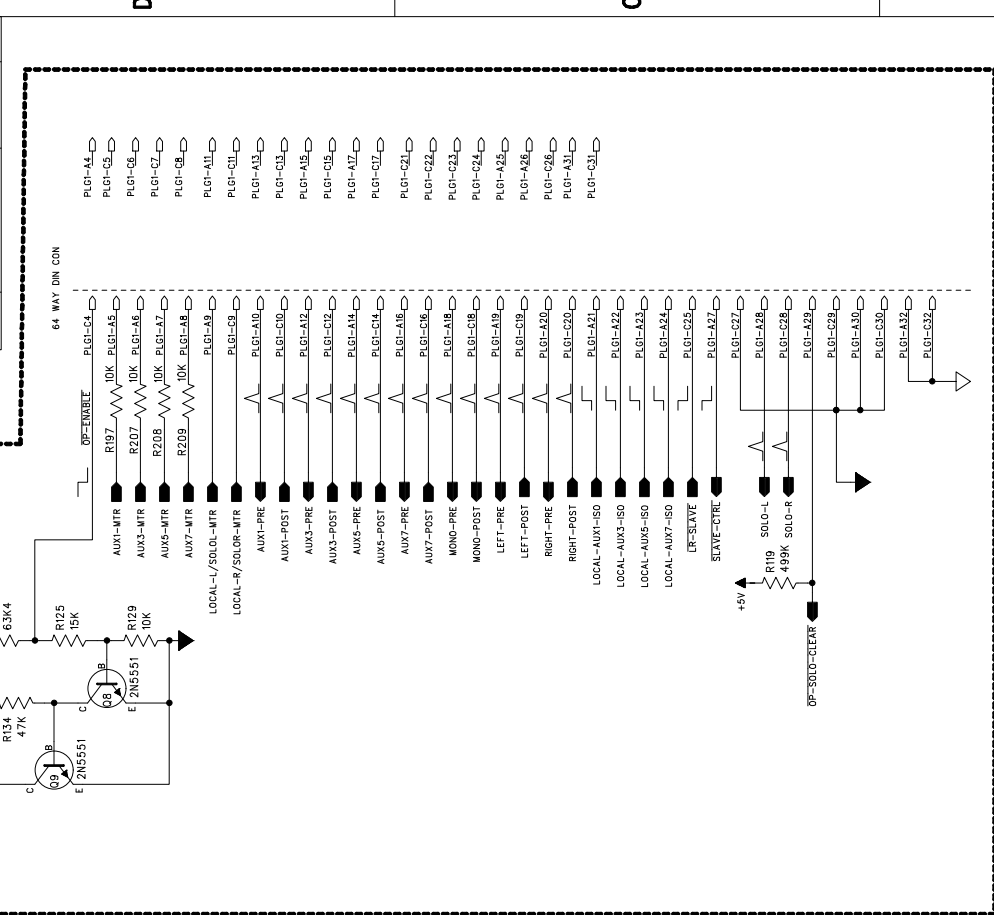 D
C
64 WAY DIN CON
PLG1-A4
PLG1-C5
PLG1-C6
PLG1-C7
PLG1-C8
PLG1-A11
PLG1-C11
PLG1-A13
PLG1-C13
PLG1-A15
PLG1-C15
PLG1-A17
PLG1-C17
PLG1-C21
PLG1-C22
PLG1-C23
PLG1-C24
PLG1-A25
PLG1-A26
PLG1-C26
PLG1-A31
PLG1-C31
PLG1-C4
PLG1-A5
PLG1-A6
PLG1-A7
PLG1-A8
PLG1-A9
PLG1-C9
PLG1-A10
PLG1-C10
PLG1-A12
PLG1-C12
PLG1-A14
PLG1-C14
PLG1-A16
PLG1-C16
PLG1-A18
PLG1-C18
PLG1-A19
PLG1-C19
PLG1-A20
PLG1-C20
PLG1-A21
PLG1-A22
PLG1-A23
PLG1-A24
PLG1-C25
PLG1-A27
PLG1-C27
PLG1-A28
PLG1-C28
PLG1-A29
PLG1-C29
PLG1-A30
PLG1-C30
PLG1-A32
PLG1-C32
OP-ENABLE
R197
10K
R207
10K
R208
10K
R209
10K
AUX1-MTR
AUX3-MTR
AUX5-MTR
AUX7-MTR
LOCAL-L/SOLOL-MTR
LOCAL-R/SOLOR-MTR
AUX1-PRE
AUX1-POST
AUX3-PRE
AUX3-POST
AUX5-PRE
AUX5-POST
AUX7-PRE
AUX7-POST
MONO-PRE
MONO-POST
LEFT-PRE
LEFT-POST
RIGHT-PRE
RIGHT-POST
LOCAL-AUX1-ISO
LOCAL-AUX3-ISO
LOCAL-AUX5-ISO
LOCAL-AUX7-ISO
LR-SLAVE
SLAVE-CTRL
SOLO-L
SOLO-R
+5V
R119
499K
OP-SOLO-CLEAR
63K4
R125
15K
R129
10K
B
Q8
C
E
2N5551
R134
47K
B
Q9
C
E
2N5551